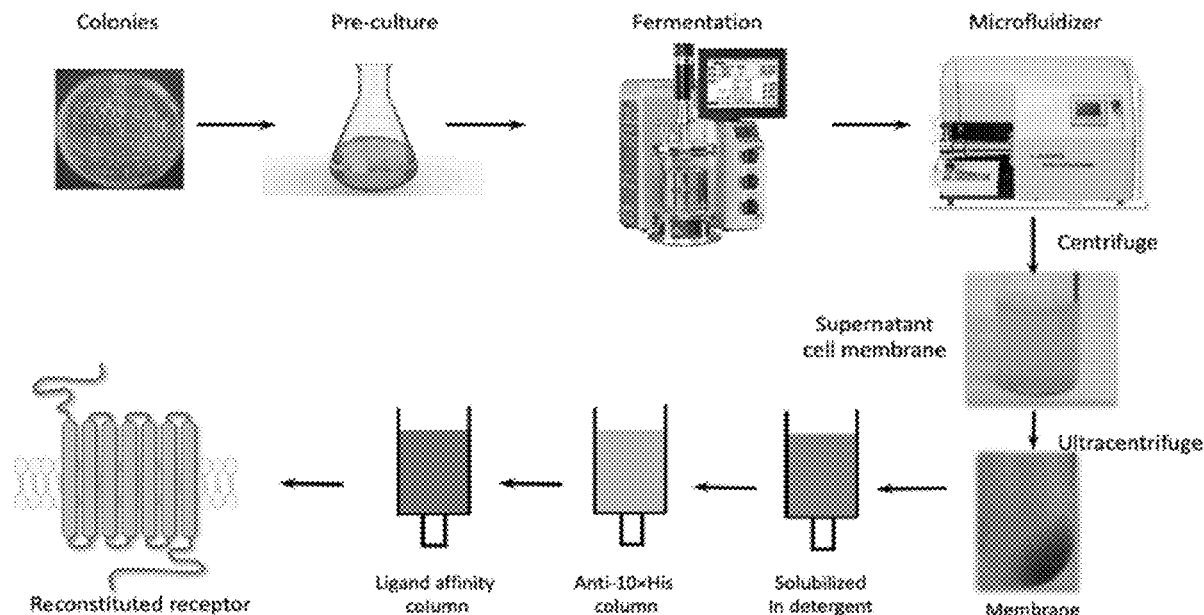 Colonies
Pre-culture
Fermentation
Microfluidizer
Centrifuge
Supernatant
cell membrane
Ultracentrifuge
Reconstituted receptor
Ligand affinity
column
Anti-10×His
column
Solubilized
in detergent
Membrane